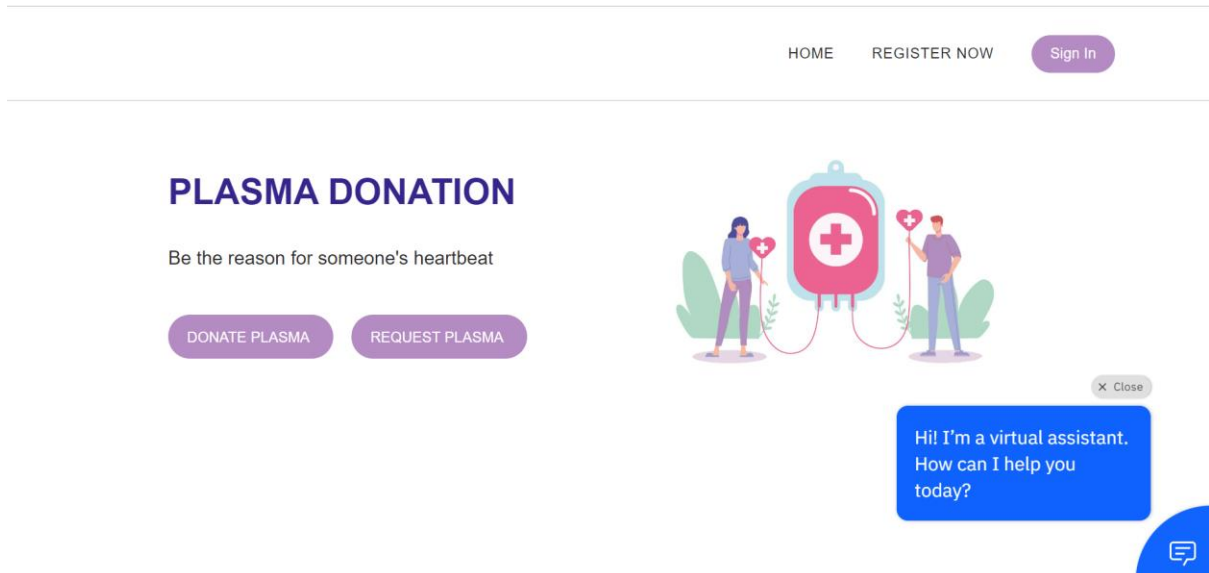 HOME REGISTER NOW Sign In
PLASMA DONATION
Be the reason for someone's heartbeat
DONATE PLASMA REQUEST PLASMA
× Close
Hi! I'm a virtual assistant.
How can I help you
today?